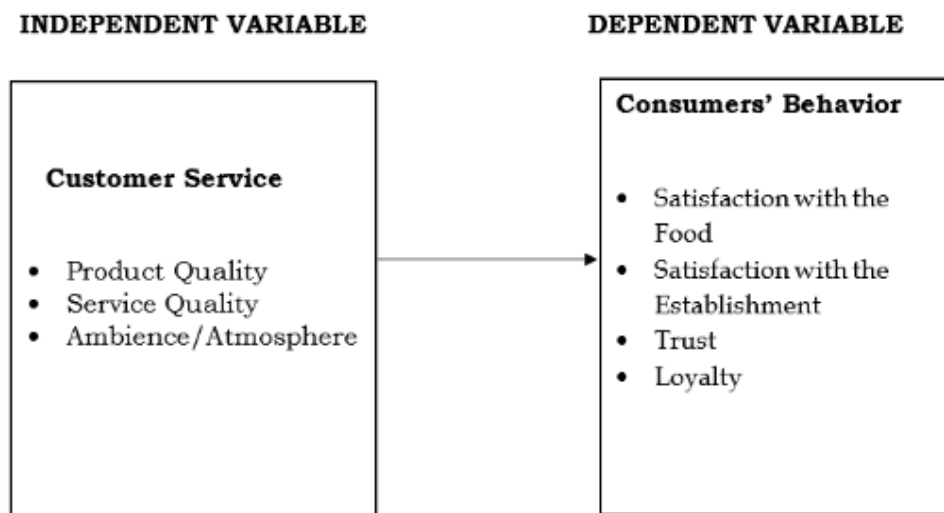 INDEPENDENT VARIABLE
Customer Service
• Product Quality
• Service Quality
• Ambience/Atmosphere
DEPENDENT VARIABLE
Consumers' Behavior
• Satisfaction with the
Food
• Satisfaction with the
Establishment
• Trust
• Loyalty